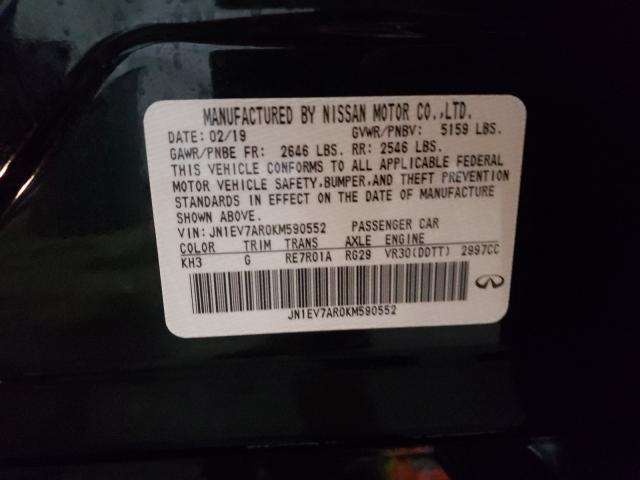 MANUFACTURED BY NISSAN MOTOR CO.,LTD.
DATE: 02/19 GVWR/PNBV: 5159 LBS.
GAWR/PNBE FR: 2646 LBS. RR: 2546 LBS.
THIS VEHICLE CONFORMS TO ALL APPLICABLE FEDERAL
MOTOR VEHICLE SAFETY,BUMPER,AND THEFT PREVENTION
STANDARDS IN EFFECT ON THE DATE OF MANUFACTURE
SHOWN ABOVE.
VIN: JN1EV7AR0KM590552 PASSENGER CAR
COLOR TRIM TRANS AXLE ENGINE
KH3 G RE7R01A RG29 VR30(DDTT) 2997CC
JN1EV7AR0KM590552